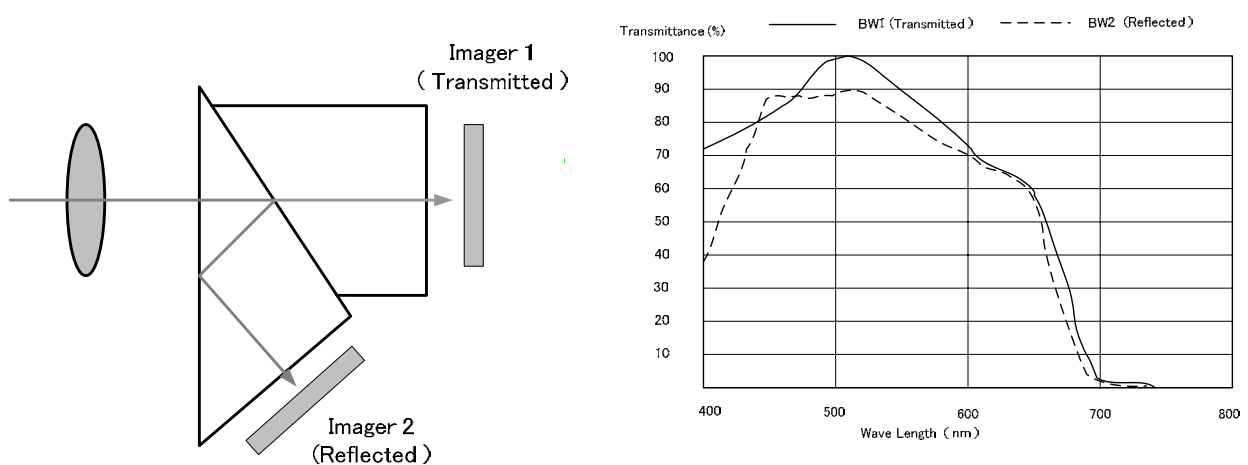 Imager 1
( Transmitted)
Imager 2
(Reflected )
Transmittance (%)
BW1 (Transmitted )
BW2 (Reflected)
100
90
80
70
60
50
40
30
20
10
400 500 600 700 800
Wave Length ( nm)